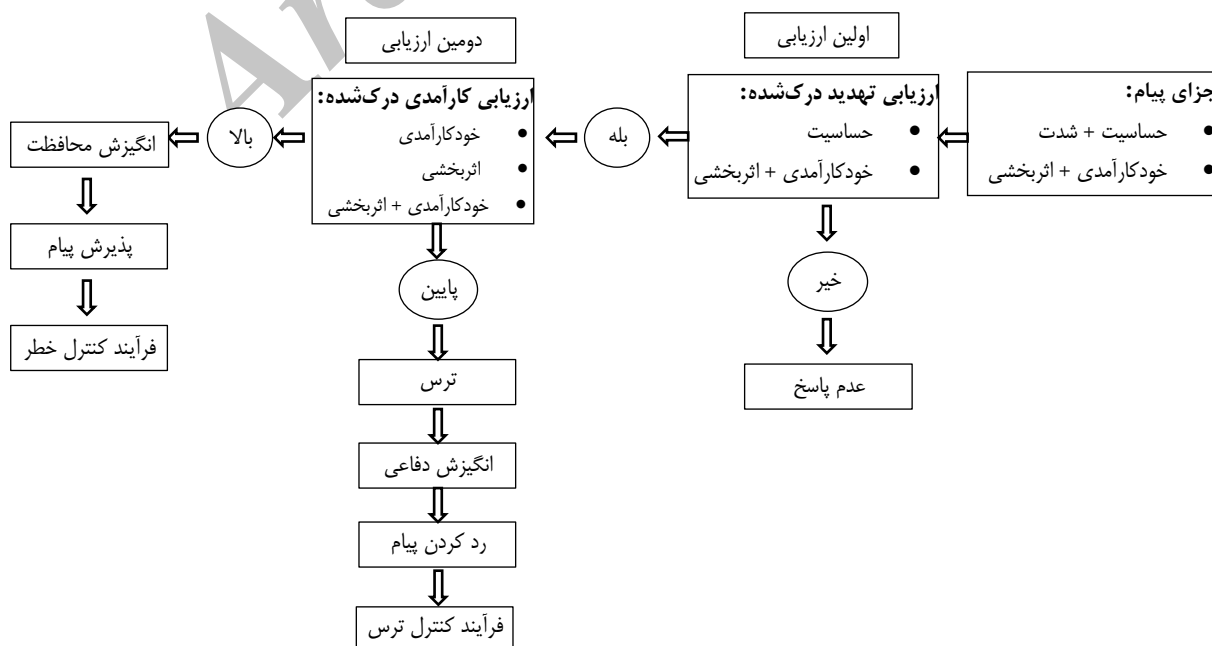 اولین ارزیابی
دومین ارزیابی
جزای پیام:
حساسیت + شدت
خودکارآمدی + اثربخشی
ارزیابی تهدید درک‌شده:
حساسیت
خودکارآمدی + اثربخشی
بله
ارزیابی کارآمدی درک‌شده:
خودکارآمدی
اثربخشی
خودکارآمدی + اثربخشی
بالا
انگیزش محافظت
پذیرش پیام
فرآیند کنترل خطر
خیر
عدم پاسخ
پایین
ترس
انگیزش دفاعی
رد کردن پیام
فرآیند کنترل ترس